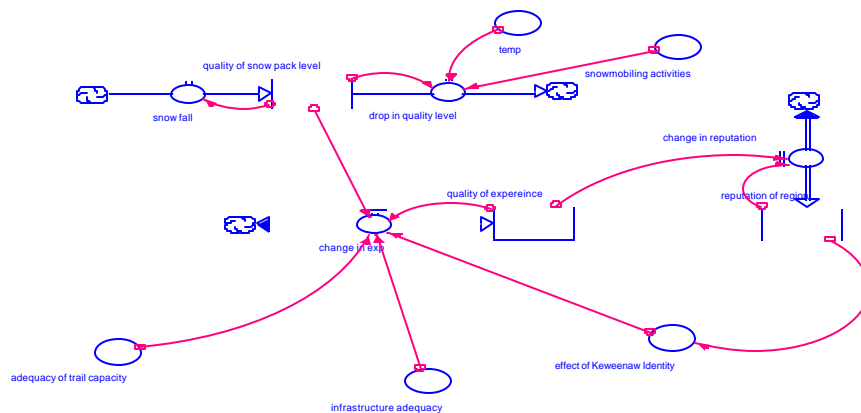 temp
quality of snow pack level
snowmobiling activities
snow fall
drop in quality level
change in reputation
quality of expereince
reputation of region
change in exp
effect of Keweenaw Identity
adequacy of trail capacity
infrastructure adequacy